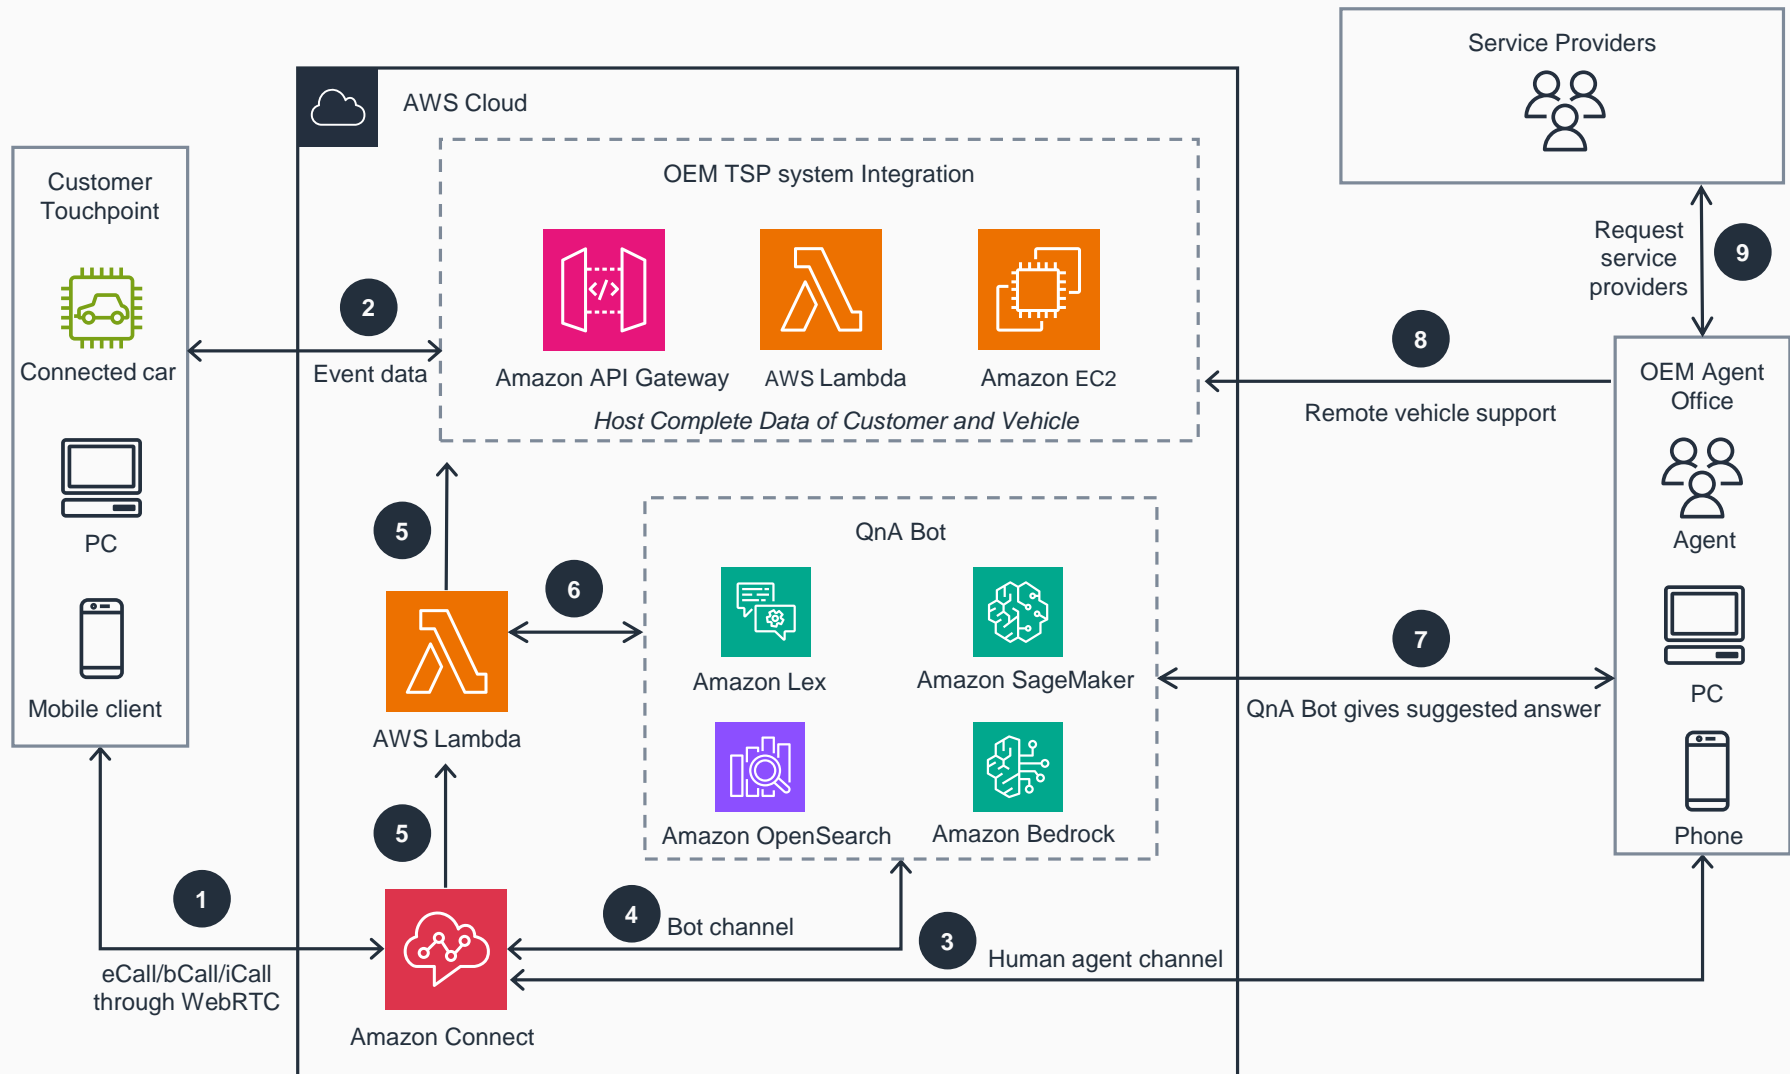 Service Providers
AWS Cloud
OEM TSP system Integration
Customer
Touchpoint
Request
service
providers
9
2
8
Connected car
Event data
Amazon API Gateway
AWS Lambda
Amazon EC2
Host Complete Data of Customer and Vehicle
Remote vehicle support
OEM Agent
Office
PC
5
QnA Bot
Agent
6
7
Amazon Lex
Amazon SageMaker
Mobile client
QnA Bot gives suggested answer
PC
AWS Lambda
5
Amazon OpenSearch
Amazon Bedrock
Phone
1
4
Bot channel
3
Human agent channel
eCall/bCall/iCall
through WebRTC
Amazon Connect